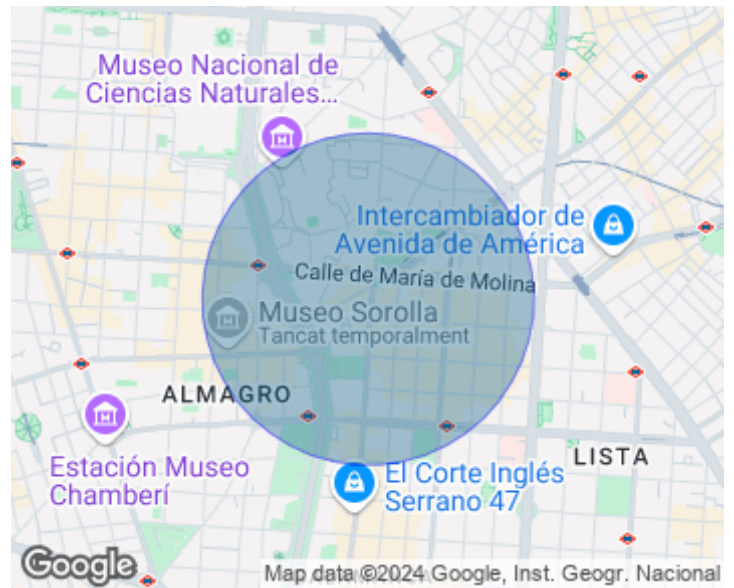 Museo Nacional de
Ciencias Naturales...
Intercambiador de
Avenida de América
Calle de María de Molina
Museo Sorolla
Tancat temporalment
ALMAGRO
Estación Museo
Chamberí
El Corte Inglés
Serrano 47
LISTA
Google
Map data ©2024 Google, Inst. Geogr. Nacional